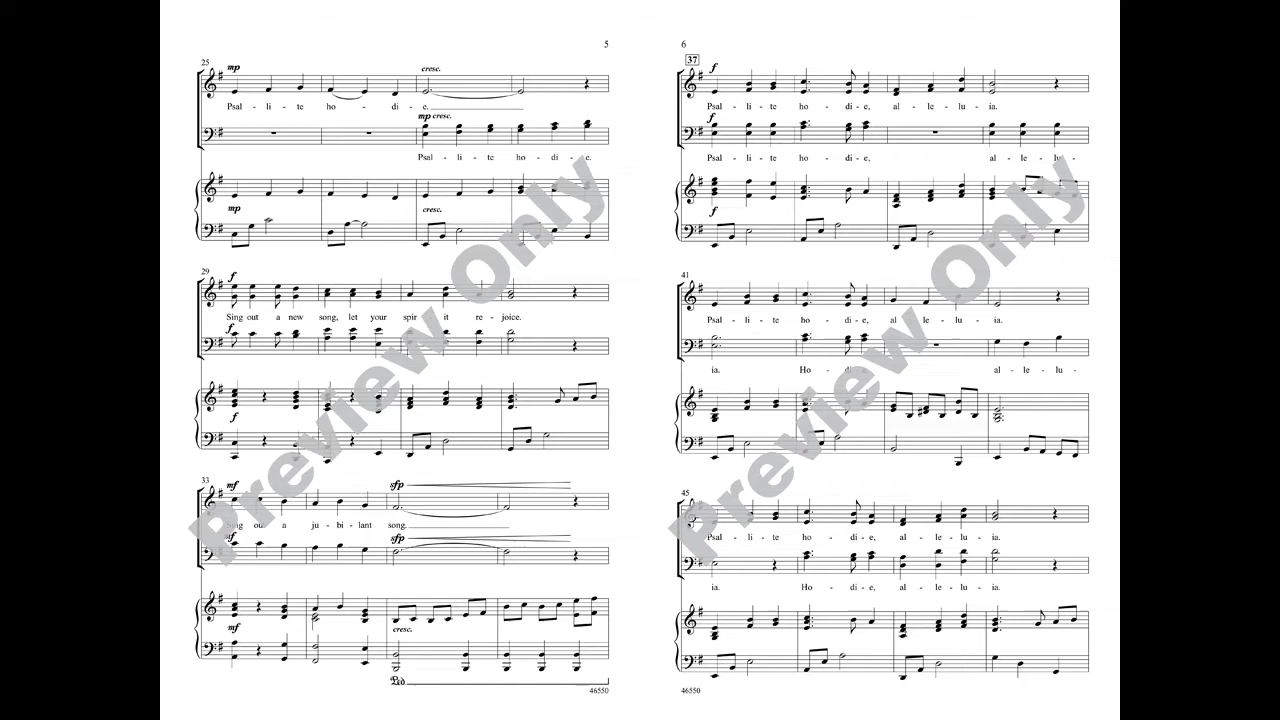 5
25
mp
cresc.
Psal - li - te ho - di - e.
mp cresc.
Psal - li - te ho - di - e.
mp
cresc.
29
f
Sing out a new song, let your spir it re - joice.
f
f
33
mf
sfp
Sing out a ju - bi - lant song.
mf
sfp
mf
cresc.
Ped.
46550
Preview Only
6
37
f
Psal - li - te ho - di - e, al - le - lu - ia.
f
Psal - li - te ho - di - e, al - le - lu -
f
41
Psal - li - te ho - di - e, al - le - lu - ia.
ia. Ho - di - e, al - le - lu -
45
Psal - li - te ho - di - e, al - le - lu - ia.
ia. Ho - di - e, al - le - lu - ia.
46550
Preview Only